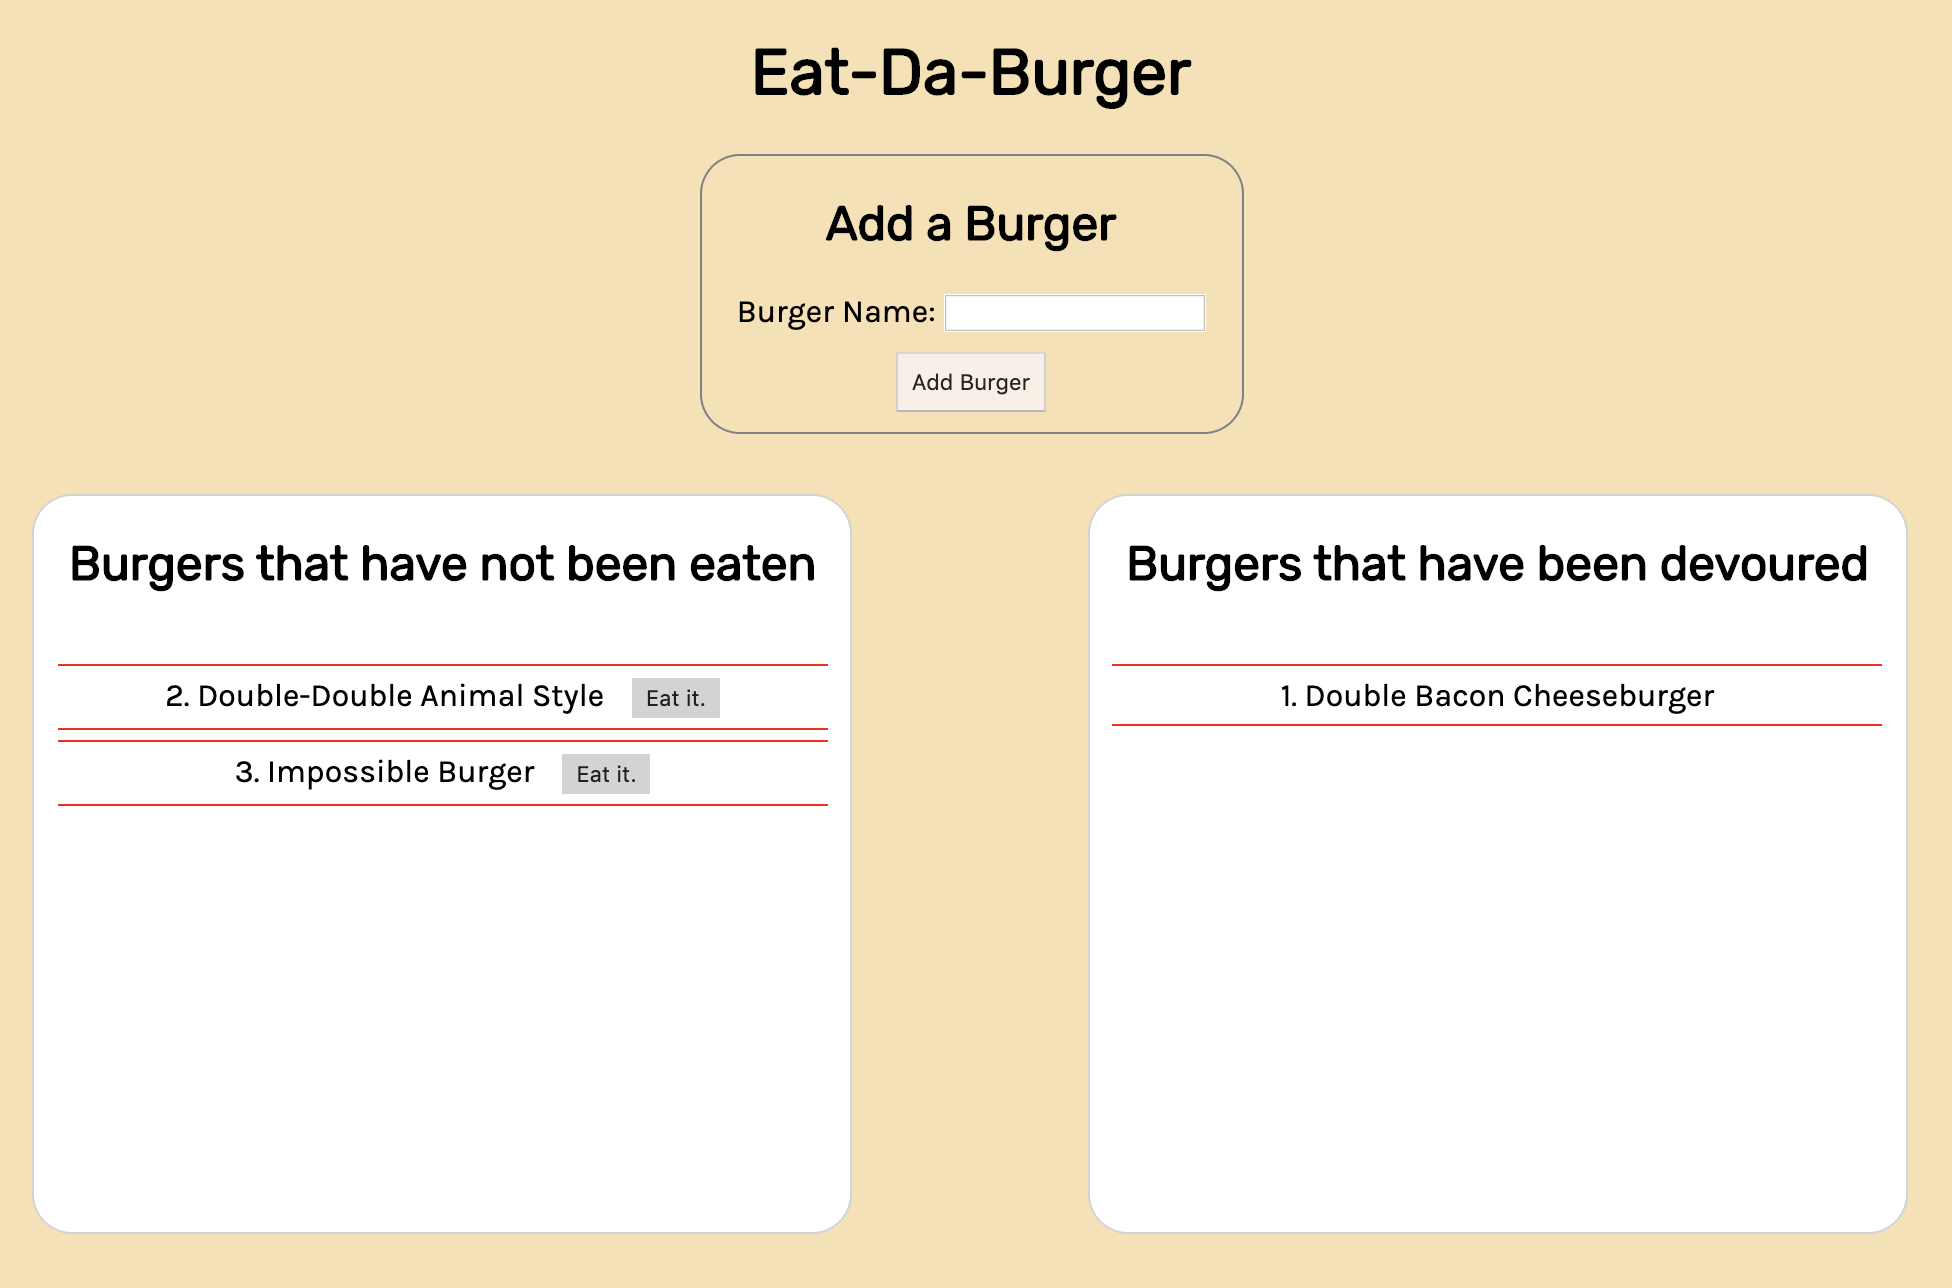 Eat-Da-Burger
Add a Burger
Burger Name:
Add Burger
Burgers that have not been eaten
2. Double-Double Animal Style Eat it.
3. Impossible Burger Eat it.
Burgers that have been devoured
1. Double Bacon Cheeseburger